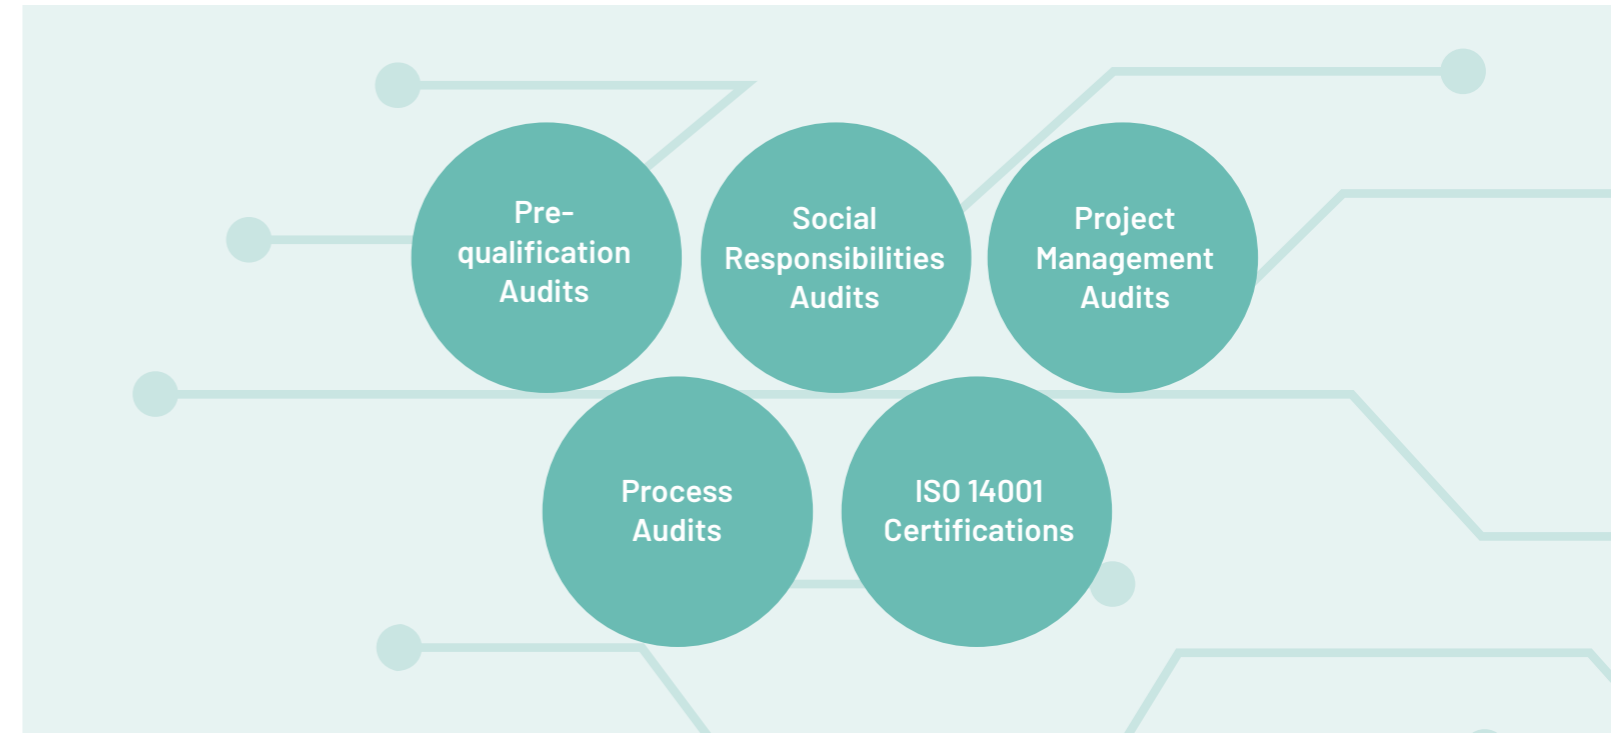 Pre-
qualification
Audits
Social
Responsibilities
Audits
Project
Management
Audits
Process
Audits
ISO 14001
Certifications